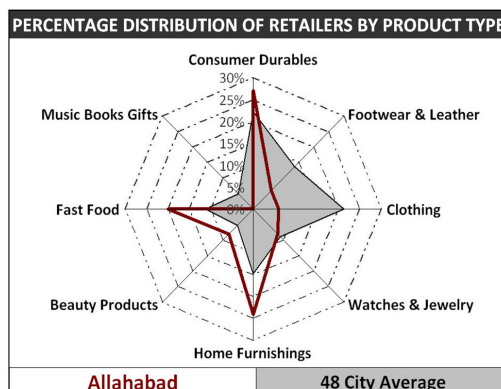 PERCENTAGE DISTRIBUTION OF RETAILERS BY PRODUCT TYPE
Consumer Durables
30%
25%
20%
15%
10%
5%
0%
Music Books Gifts
Footwear & Leather
Fast Food
Clothing
Beauty Products
Watches & Jewelry
Home Furnishings
Allahabad
48 City Average